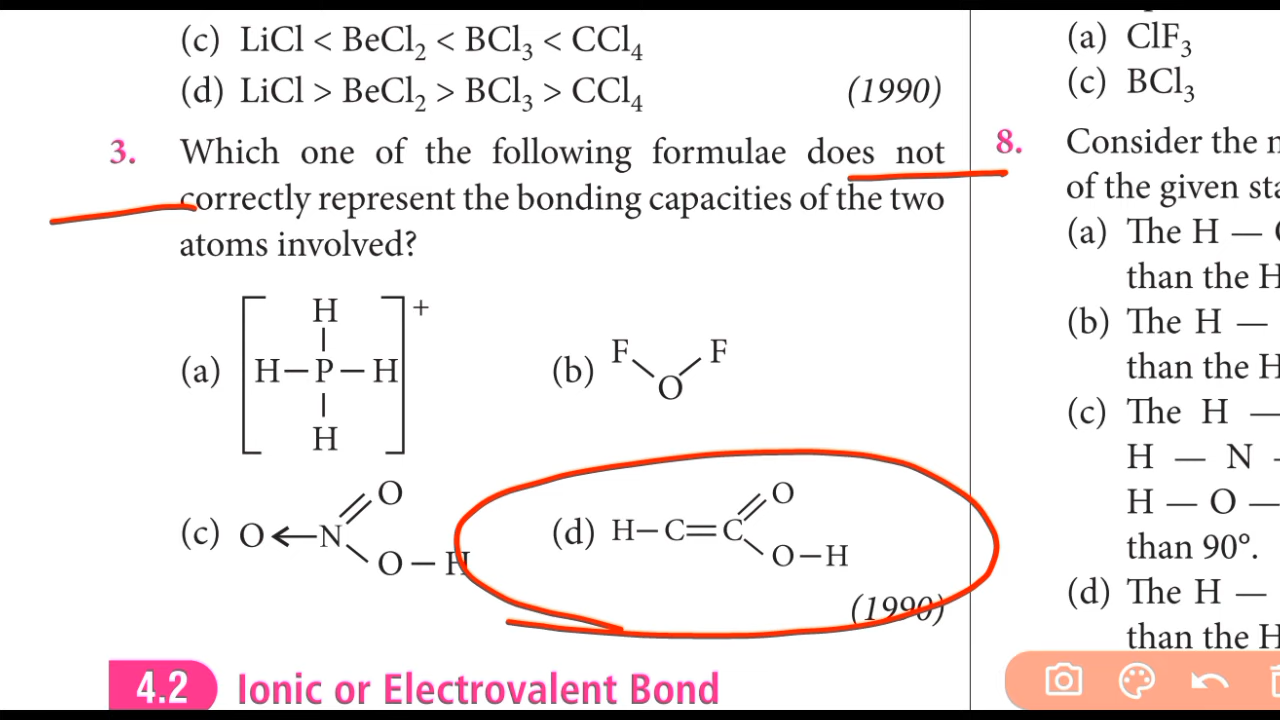 (c) LiCl < BeCl₂ < BCl₃ < CCl₄
(d) LiCl > BeCl₂ > BCl₃ > CCl₄ (1990)
3. Which one of the following formulae does not
correctly represent the bonding capacities of the two
atoms involved?
H
|
(a) [H—P—H]+
|
H
(b) F F
O
O
(c) O←N
O—H
O
(d) H—C=C
O—H
(1990)
4.2 Ionic or Electrovalent Bond
(a) ClF₃
(c) BCl₃
8. Consider the
of the given
(a) The H —
than the H
(b) The H —
than the H
(c) The H —
H — N
H — O —
than 90°.
(d) The H —
than the H